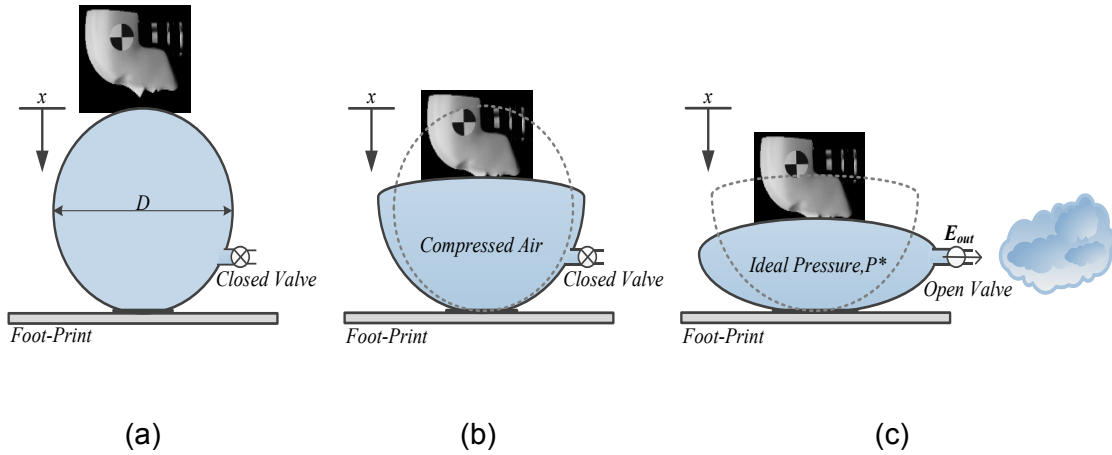 x
D
Closed Valve
Foot-Print
(a)
x
Compressed Air
Closed Valve
Foot-Print
(b)
x
Ideal Pressure,P*
E_out
Open Valve
Foot-Print
(c)